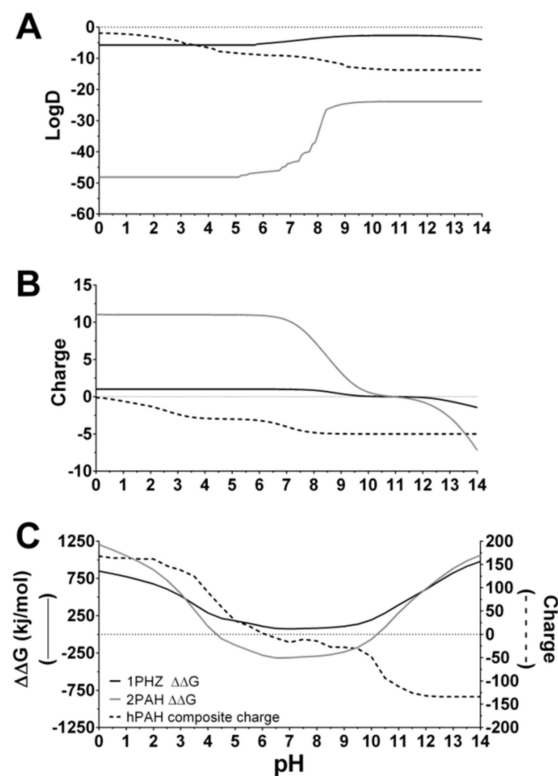 A
LogD
0
-10
-20
-30
-40
-50
-60
0 1 2 3 4 5 6 7 8 9 10 11 12 13 14
B
Charge
15
10
5
0
-5
-10
0 1 2 3 4 5 6 7 8 9 10 11 12 13 14
C
ΔΔG (kj/mol)
1250
750
250
-250
-750
-1250
200
150
100
50
0
-50
-100
-150
-200
Charge
1PHZ ΔΔG
2PAH ΔΔG
hPAH composite charge
0 1 2 3 4 5 6 7 8 9 10 11 12 13 14
pH